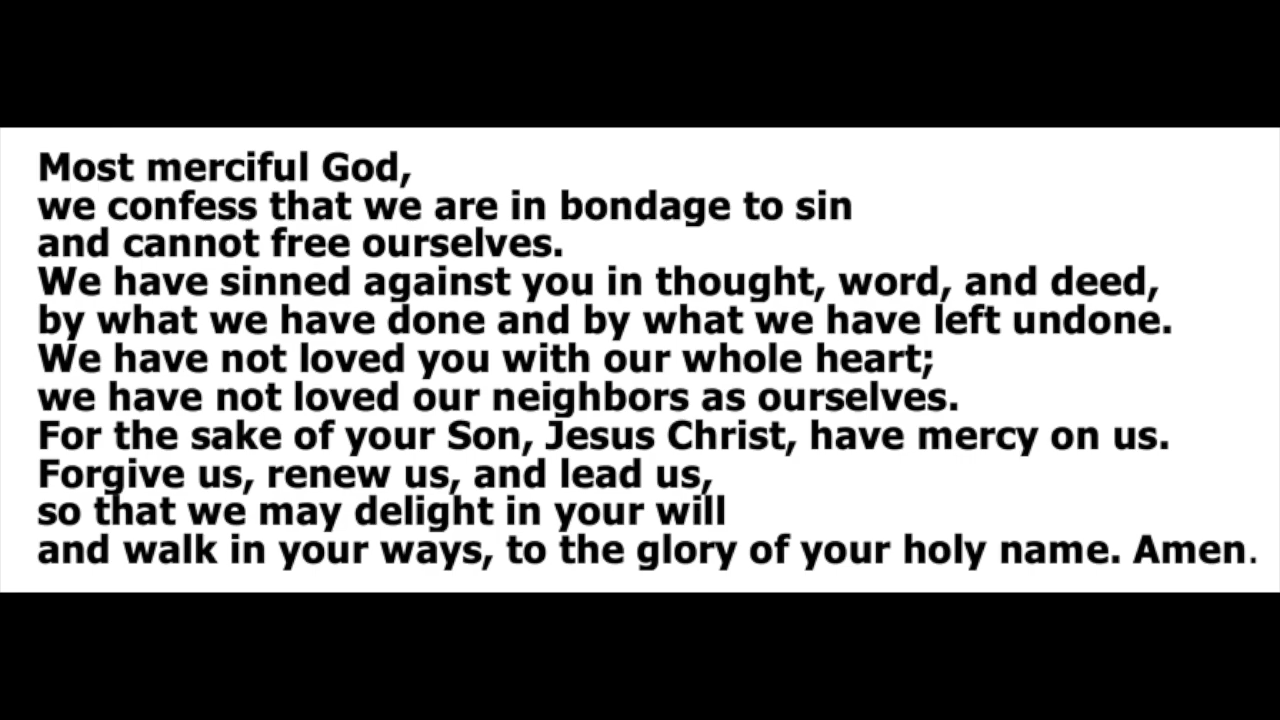 Most merciful God,
we confess that we are in bondage to sin
and cannot free ourselves.
We have sinned against you in thought, word, and deed,
by what we have done and by what we have left undone.
We have not loved you with our whole heart;
we have not loved our neighbors as ourselves.
For the sake of your Son, Jesus Christ, have mercy on us.
Forgive us, renew us, and lead us,
so that we may delight in your will
and walk in your ways, to the glory of your holy name. Amen.